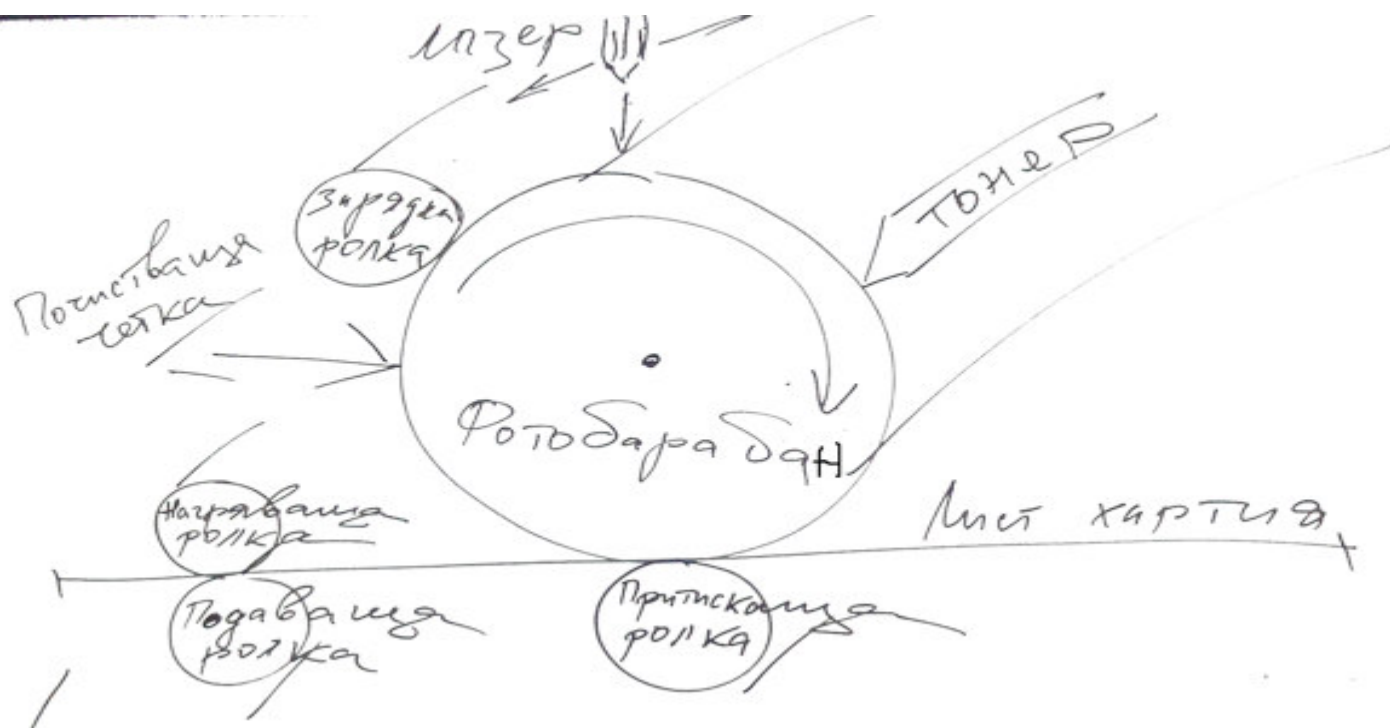 лазер
Зарядна
ролка
тонер
Почистваща
четка
Фотобарабан
Нагряваща
ролка
Лист хартия
Подаваща
ролка
Притискаща
ролка